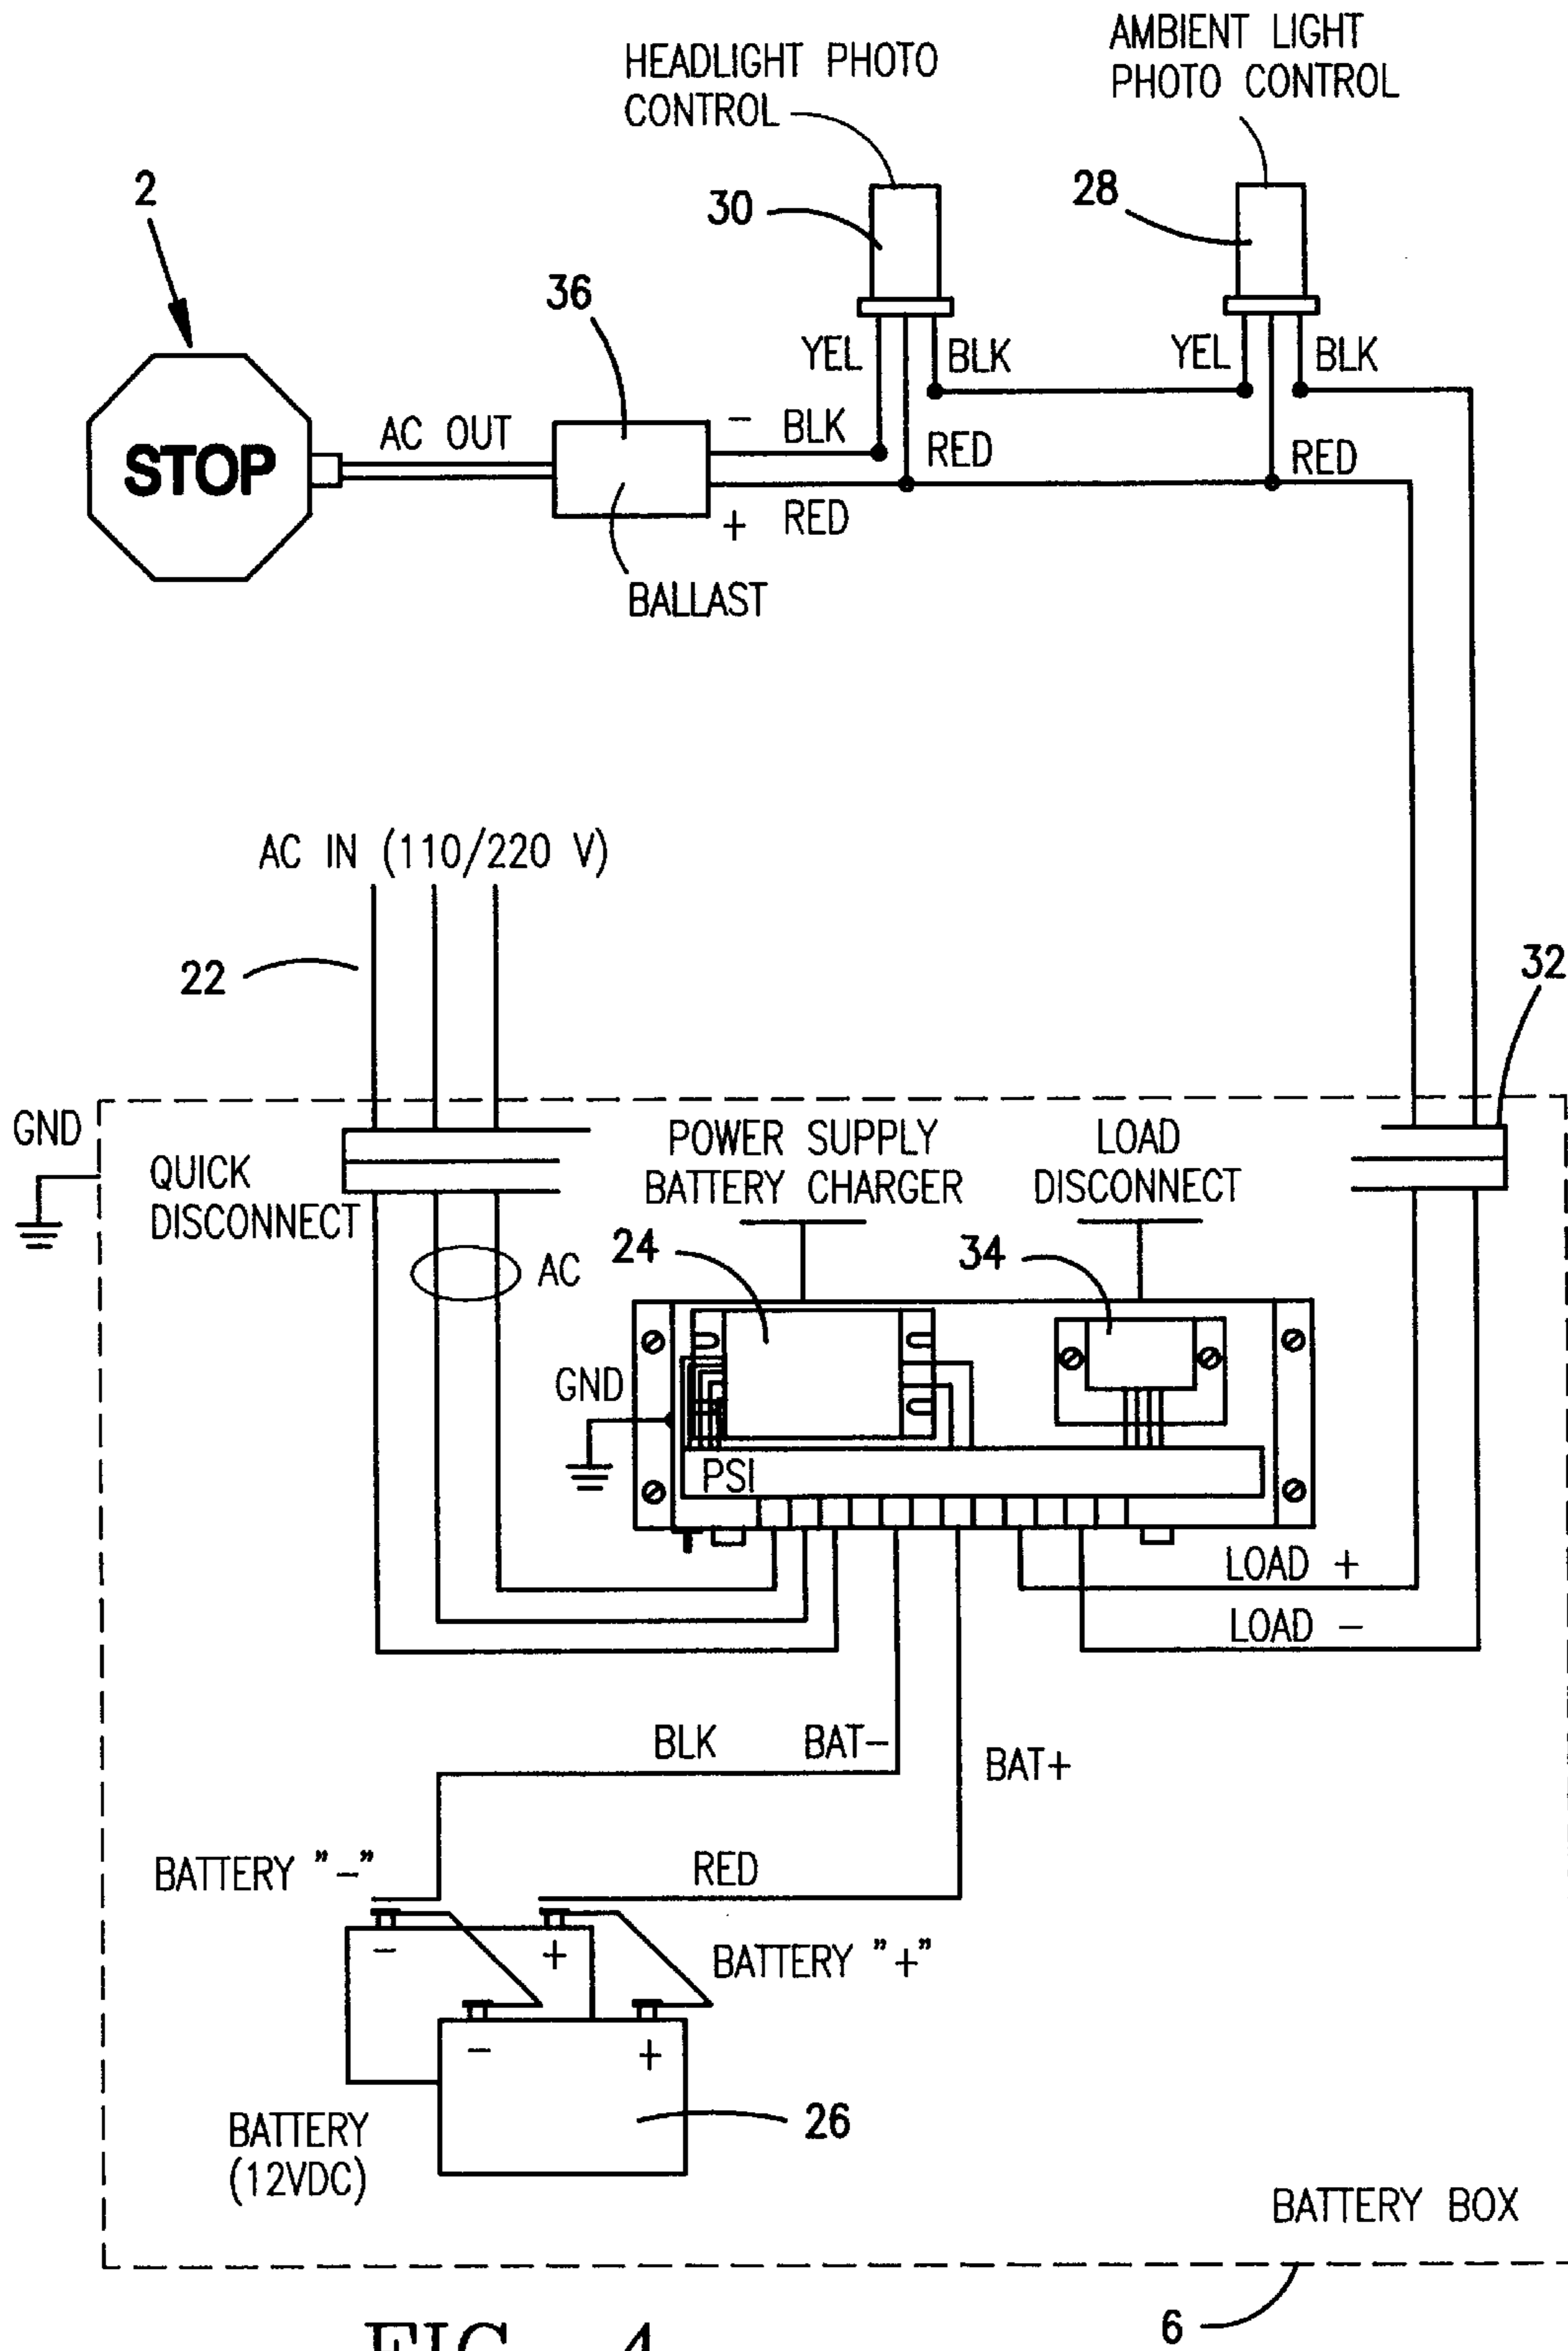 HEADLIGHT PHOTO
CONTROL
AMBIENT LIGHT
PHOTO CONTROL
2
30
28
36
YEL
BLK
YEL
BLK
STOP
AC OUT
−
BLK
RED
RED
+
RED
BALLAST
AC IN (110/220 V)
22
32
GND
QUICK
DISCONNECT
POWER SUPPLY
BATTERY CHARGER
LOAD
DISCONNECT
24
34
AC
GND
PSI
LOAD +
LOAD −
BLK
BAT−
BAT+
BATTERY "−"
RED
−
+
BATTERY "+"
−
+
BATTERY
(12VDC)
26
BATTERY BOX
6
FIG. 4